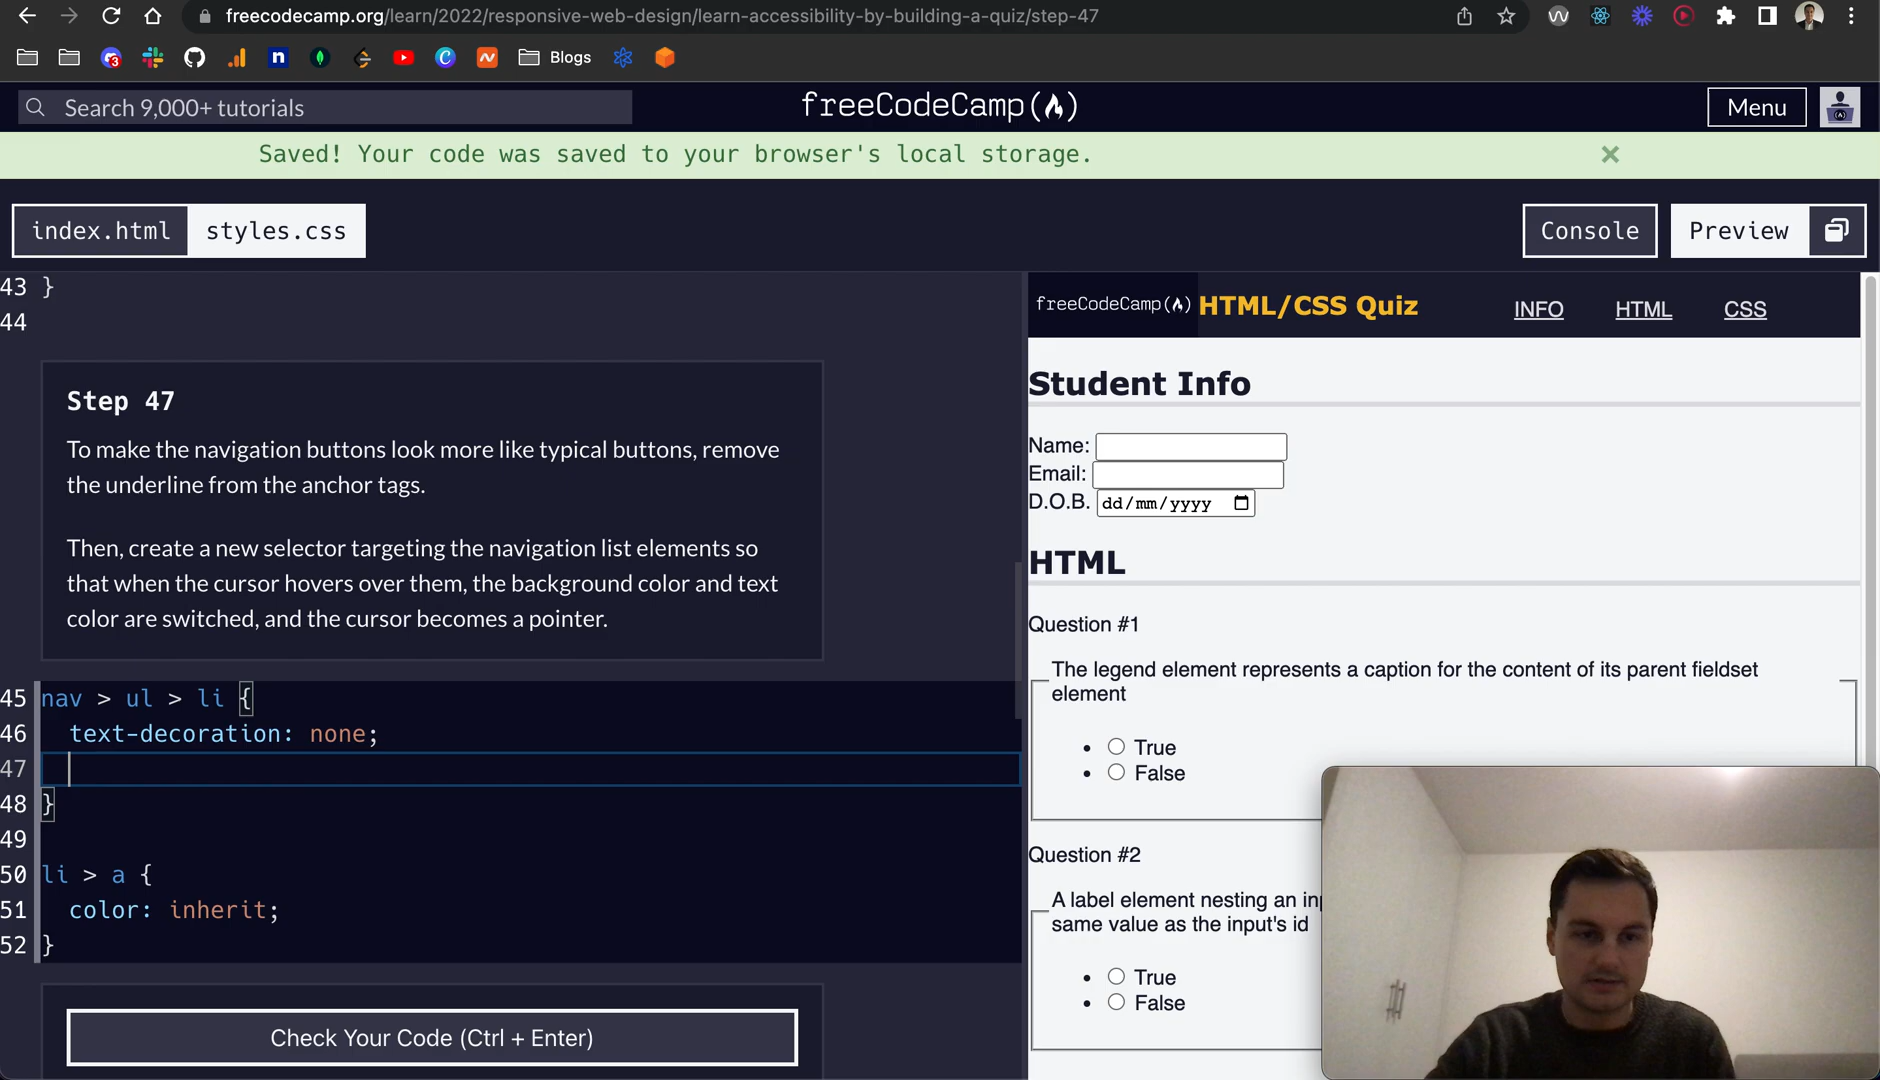 freecodecamp.org/learn/2022/responsive-web-design/learn-accessibility-by-building-a-quiz/step-47
3
n
Blogs
Search 9,000+ tutorials
freeCodeCamp
Menu
Saved! Your code was saved to your browser's local storage.
index.html
styles.css
Console
Preview
43 }
44
Step 47
To make the navigation buttons look more like typical buttons, remove
the underline from the anchor tags.
Then, create a new selector targeting the navigation list elements so
that when the cursor hovers over them, the background color and text
color are switched, and the cursor becomes a pointer.
45 nav > ul > li {
46 text-decoration: none;
47
48 }
49
50 li > a {
51 color: inherit;
52 }
Check Your Code (Ctrl + Enter)
freeCodeCamp
HTML/CSS Quiz
INFO
HTML
CSS
Student Info
Name:
Email:
D.O.B. dd/mm/yyyy
HTML
Question #1
The legend element represents a caption for the content of its parent fieldset
element
True
False
Question #2
A label element nesting an
same value as the input's id
True
False